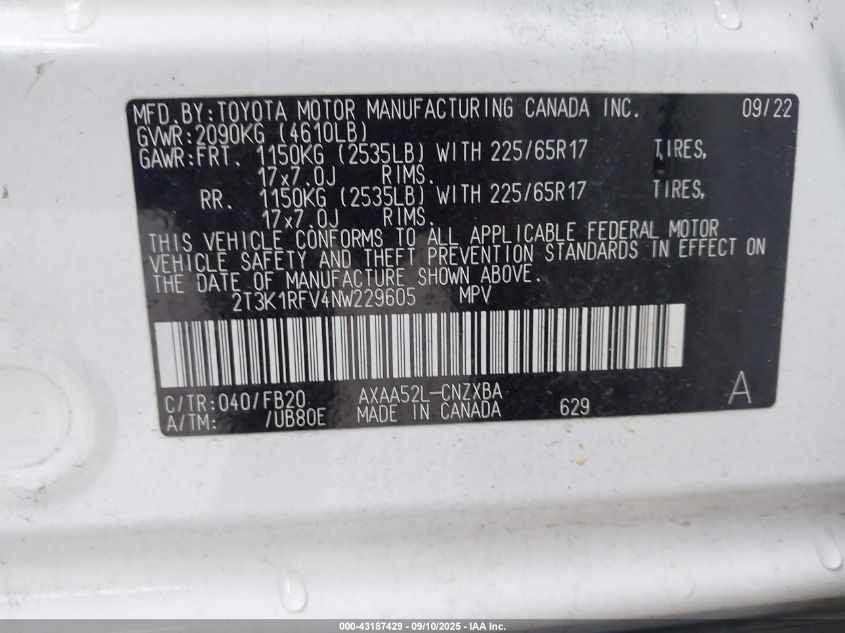 MFD.BY:TOYOTA MOTOR MANUFACTURING CANADA INC. 09/22
GVWR:2090KG (4610LB)
GAWR:FRT. 1150KG (2535LB) WITH 225/65R17 TIRES,
17x7.0J RIMS.
RR. 1150KG (2535LB) WITH 225/65R17 TIRES,
17x7.0J RIMS.
THIS VEHICLE CONFORMS TO ALL APPLICABLE FEDERAL MOTOR
VEHICLE SAFETY AND THEFT PREVENTION STANDARDS IN EFFECT ON
THE DATE OF MANUFACTURE SHOWN ABOVE.
2T3K1RFV4NW229605 MPV
C/TR:040/FB20 AXAA52L-CNZXBA A
A/TM: /UB80E MADE IN CANADA 629
000-43187429 - 09/10/2025 - IAA Inc.